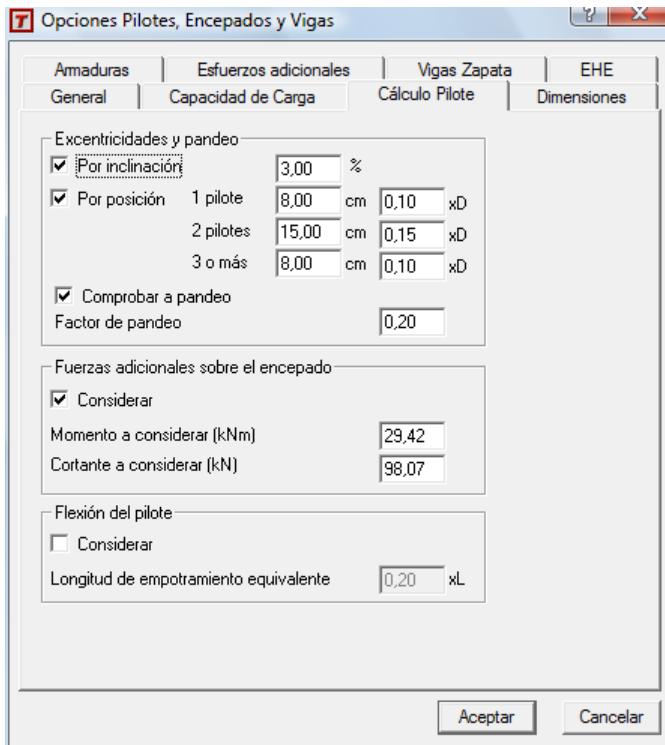 T Opciones Pilotes, Encepados y Vigas ? X
Armaduras Esfuerzos adicionales Vigas Zapata EHE
General Capacidad de Carga Cálculo Pilote Dimensiones
Excentricidades y pandeo
Por inclinación 3,00 %
Por posición 1 pilote 8,00 cm 0,10 xD
2 pilotes 15,00 cm 0,15 xD
3 o más 8,00 cm 0,10 xD
Comprobar a pandeo
Factor de pandeo 0,20
Fuerzas adicionales sobre el encepado
Considerar
Momento a considerar (kNm) 29,42
Cortante a considerar (kN) 98,07
Flexión del pilote
Considerar
Longitud de empotramiento equivalente 0,20 xL
Aceptar Cancelar